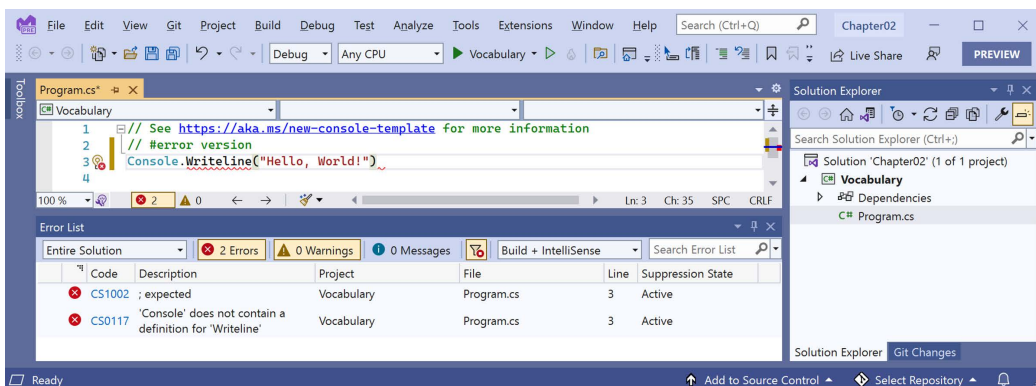 PRE File Edit View Git Project Build Debug Test Analyze Tools Extensions Window Help Search (Ctrl+Q) Chapter02
Debug Any CPU Vocabulary Live Share PREVIEW
Toolbox
Program.cs*
C# Vocabulary
1 // See https://aka.ms/new-console-template for more information
2 // #error version
3 Console.Writeline("Hello, World!")
4
100 % 2 0 Ln: 3 Ch: 35 SPC CRLF
Error List
Entire Solution 2 Errors 0 Warnings 0 Messages Build + IntelliSense Search Error List
Code Description Project File Line Suppression State
CS1002 ; expected Vocabulary Program.cs 3 Active
CS0117 'Console' does not contain a definition for 'Writeline' Vocabulary Program.cs 3 Active
Solution Explorer
Search Solution Explorer (Ctrl+;)
Solution 'Chapter02' (1 of 1 project)
C# Vocabulary
Dependencies
C# Program.cs
Solution Explorer Git Changes
Ready Add to Source Control Select Repository